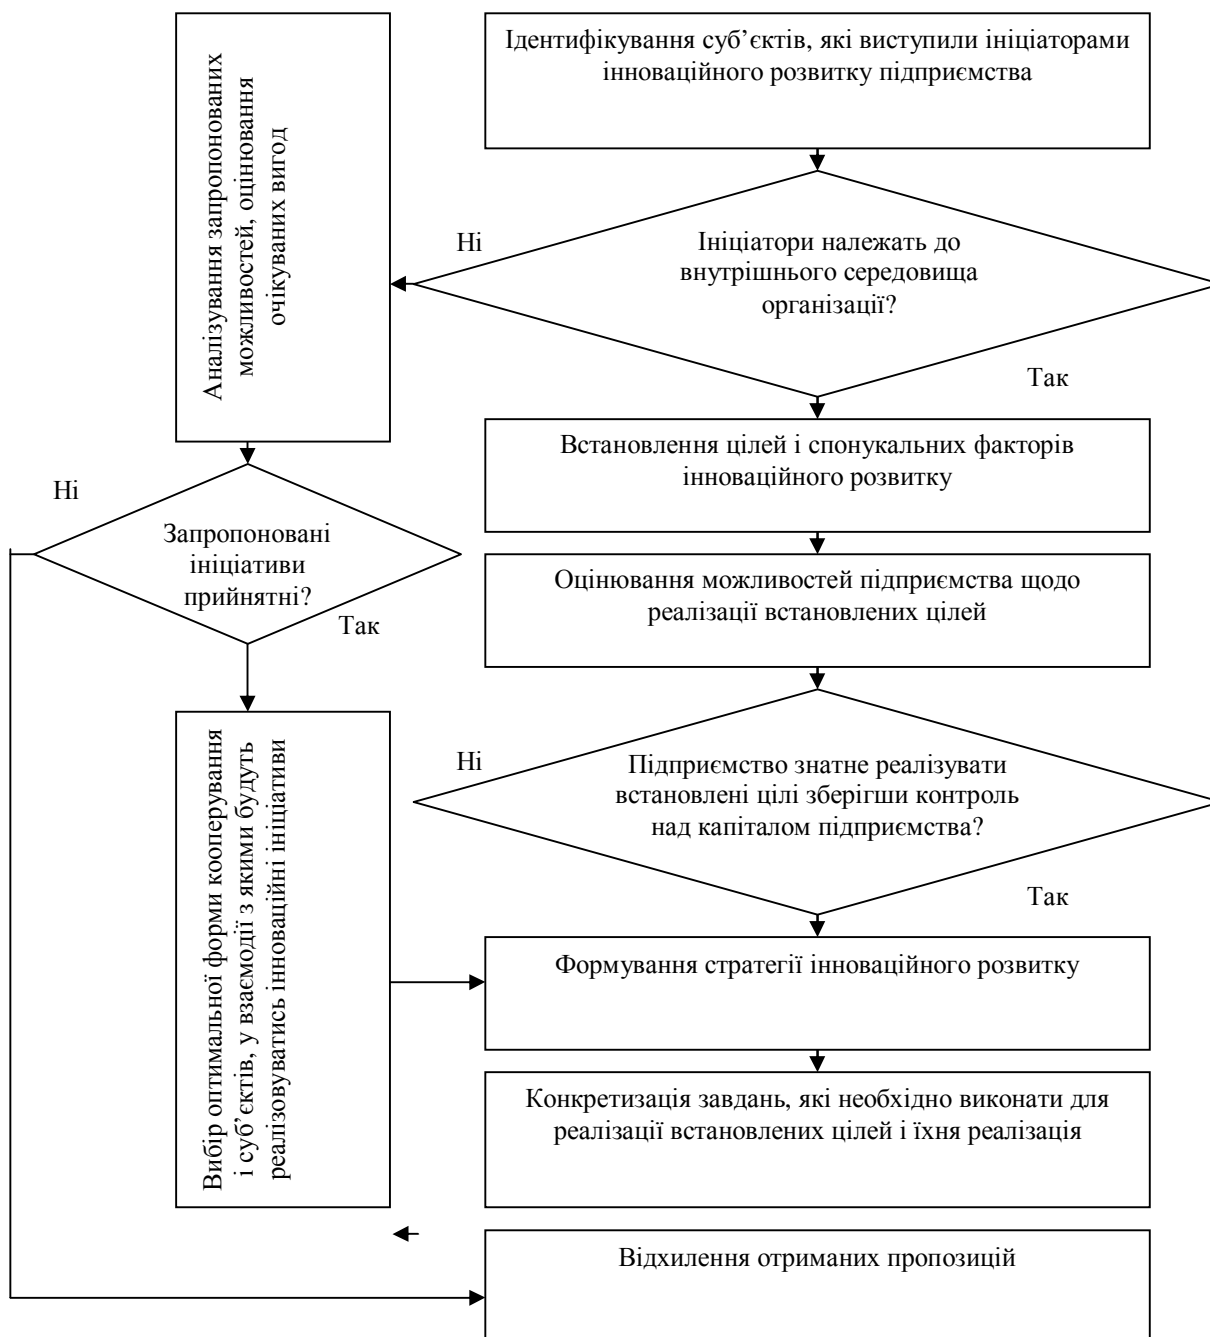 Ідентифікування суб’єктів, які виступили ініціаторами
інноваційного розвитку підприємства
Аналізування запропонованих
можливостей, оцінювання
очікуваних вигод
Ні
Ініціатори належать до
внутрішнього середовища
організації?
Так
Встановлення цілей і спонукальних факторів
інноваційного розвитку
Ні
Запропоновані
ініціативи
прийнятні?
Так
Оцінювання можливостей підприємства щодо
реалізації встановлених цілей
Ні
Підприємство знатне реалізувати
встановлені цілі зберігши контроль
над капіталом підприємства?
Так
Вибір оптимальної форми кооперування
і суб’єктів, у взаємодії з якими будуть
реалізовуватись інноваційні ініціативи
Формування стратегії інноваційного розвитку
Конкретизація завдань, які необхідно виконати для
реалізації встановлених цілей і їхня реалізація
Відхилення отриманих пропозицій